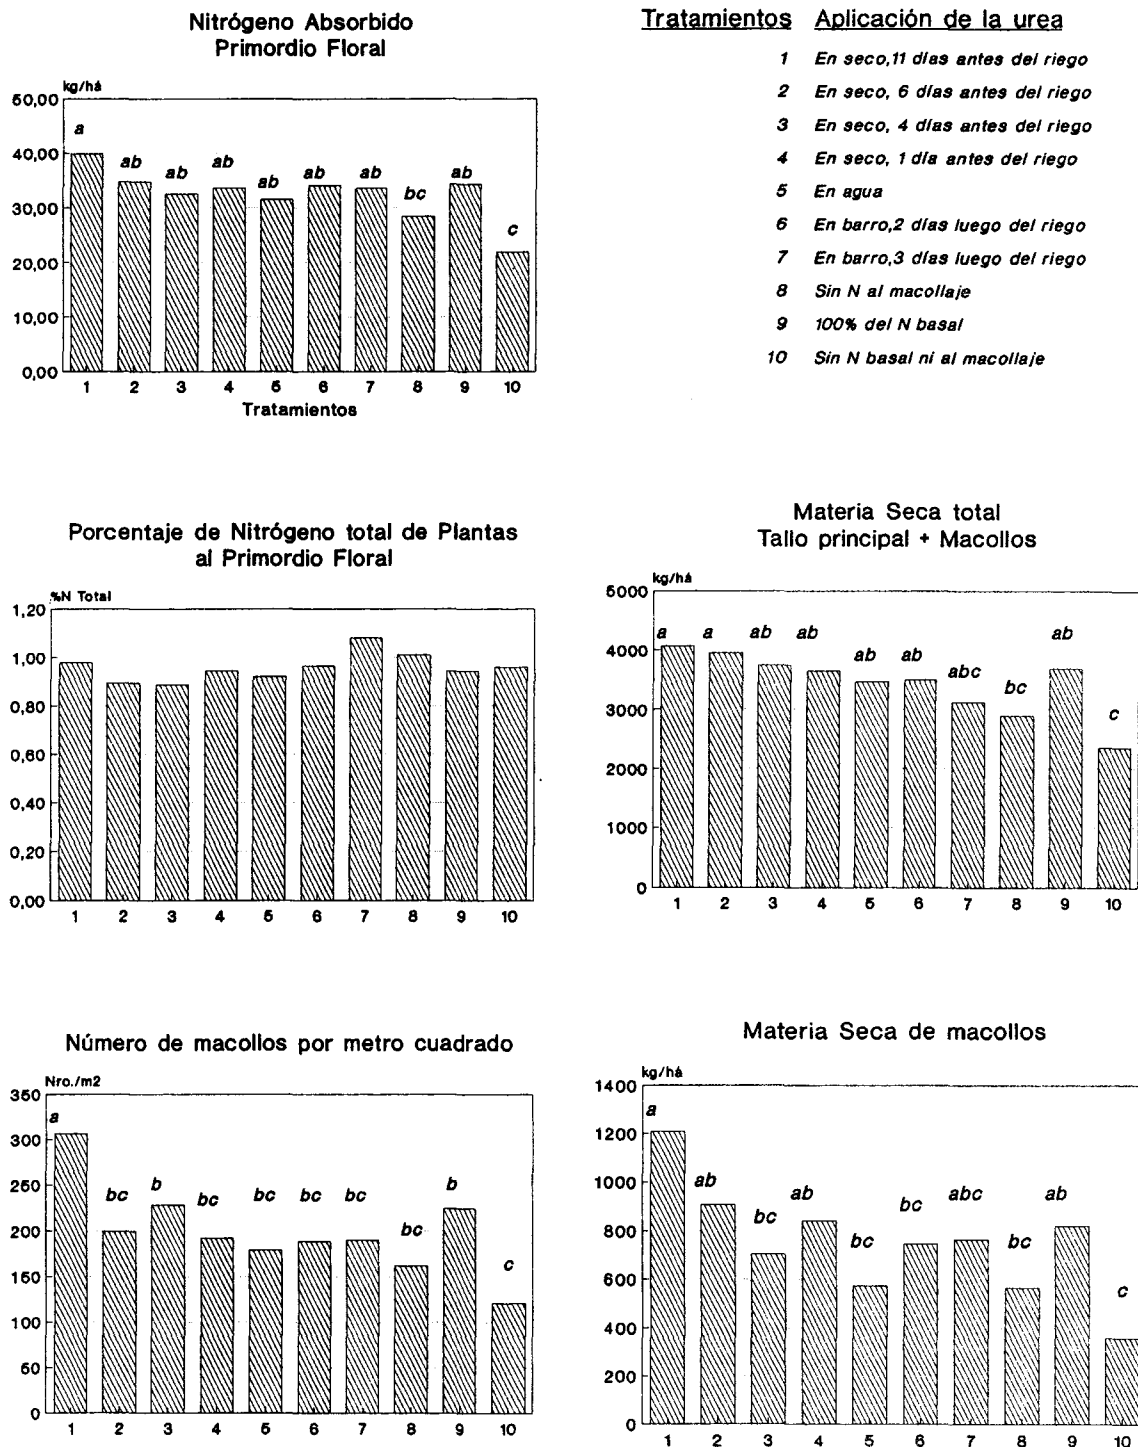 Nitrógeno Absorbido
Primordio Floral
kg/há
50,00
40,00
30,00
20,00
10,00
0,00
a
ab
ab
ab
ab
ab
ab
bc
ab
c
1 2 3 4 5 6 7 8 9 10
Tratamientos
Tratamientos Aplicación de la urea
1 En seco,11 días antes del riego
2 En seco, 6 días antes del riego
3 En seco, 4 días antes del riego
4 En seco, 1 día antes del riego
5 En agua
6 En barro,2 días luego del riego
7 En barro,3 días luego del riego
8 Sin N al macollaje
9 100% del N basal
10 Sin N basal ni al macollaje
Porcentaje de Nitrógeno total de Plantas
al Primordio Floral
%N Total
1,20
1,00
0,80
0,60
0,40
0,20
0,00
1 2 3 4 5 6 7 8 9 10
Materia Seca total
Tallo principal + Macollos
kg/há
5000
4000
3000
2000
1000
0
a
a
ab
ab
ab
ab
abc
bc
ab
c
1 2 3 4 5 6 7 8 9 10
Número de macollos por metro cuadrado
Nro./m2
350
300
250
200
150
100
50
0
a
bc
b
bc
bc
bc
bc
bc
b
c
1 2 3 4 5 6 7 8 9 10
Materia Seca de macollos
kg/há
1400
1200
1000
800
600
400
200
0
a
ab
bc
ab
bc
bc
abc
bc
ab
c
1 2 3 4 5 6 7 8 9 10